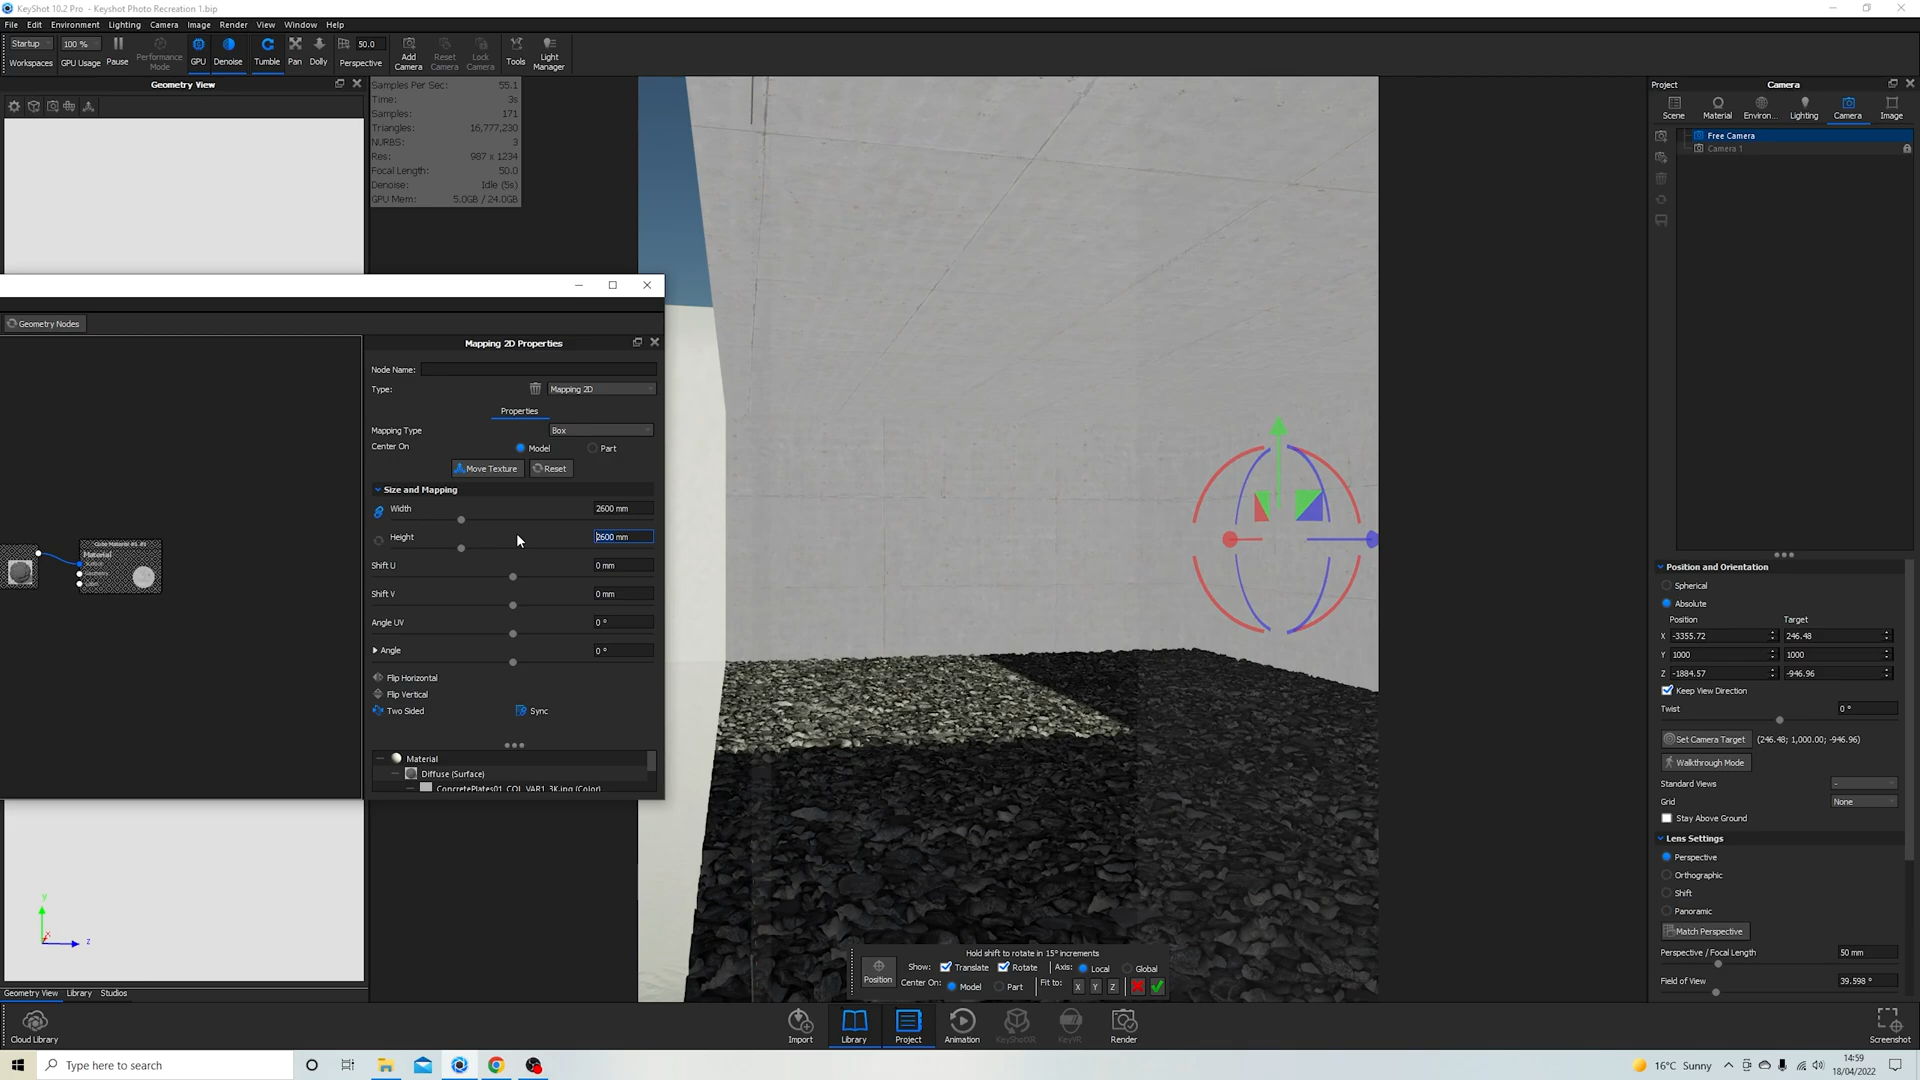 KeyShot 10.2 Pro - Keyshot Photo Recreation 1.bip
File Edit Environment Lighting Camera Image Render View Window Help
Startup 100 % 50.0
Workspaces GPU Usage Pause Performance Mode GPU Denoise Tumble Pan Dolly Perspective Add Camera Reset Camera Lock Camera Tools Light Manager
Geometry View
Samples Per Sec: 55.1
Time: 3s
Samples: 171
Triangles: 16,777,230
NURBS: 3
Res: 987 x 1234
Focal Length: 50.0
Denoise: Idle (5s)
GPU Mem: 5.0GB / 24.0GB
Geometry Nodes
Material
Mapping 2D Properties
Node Name:
Type: Mapping 2D
Properties
Mapping Type Box
Center On Model Part
Move Texture Reset
Size and Mapping
Width 2600 mm
Height 2600 mm
Shift U 0 mm
Shift V 0 mm
Angle UV 0 °
Angle 0 °
Flip Horizontal
Flip Vertical
Two Sided Sync
Material
Diffuse (Surface)
ConcretePlates01_COL_VAR1_3K.jpg (Color)
y
x
z
Geometry View Library Studios
Hold shift to rotate in 15° increments
Position Show: Translate Rotate Axis: Local Global
Center On: Model Part Fit to: X Y Z
Project Camera
Scene Material Environ... Lighting Camera Image
Free Camera
Camera 1
Position and Orientation
Spherical
Absolute
Position Target
X -3355.72 246.48
Y 1000 1000
Z -1884.57 -946.96
Keep View Direction
Twist 0 °
Set Camera Target (246.48; 1,000.00; -946.96)
Walkthrough Mode
Standard Views -
Grid None
Stay Above Ground
Lens Settings
Perspective
Orthographic
Shift
Panoramic
Match Perspective
Perspective / Focal Length 50 mm
Field of View 39.598 °
Cloud Library Import Library Project Animation KeyShotXR KeyVR Render Screenshot
Type here to search
16°C Sunny
14:59
18/04/2022